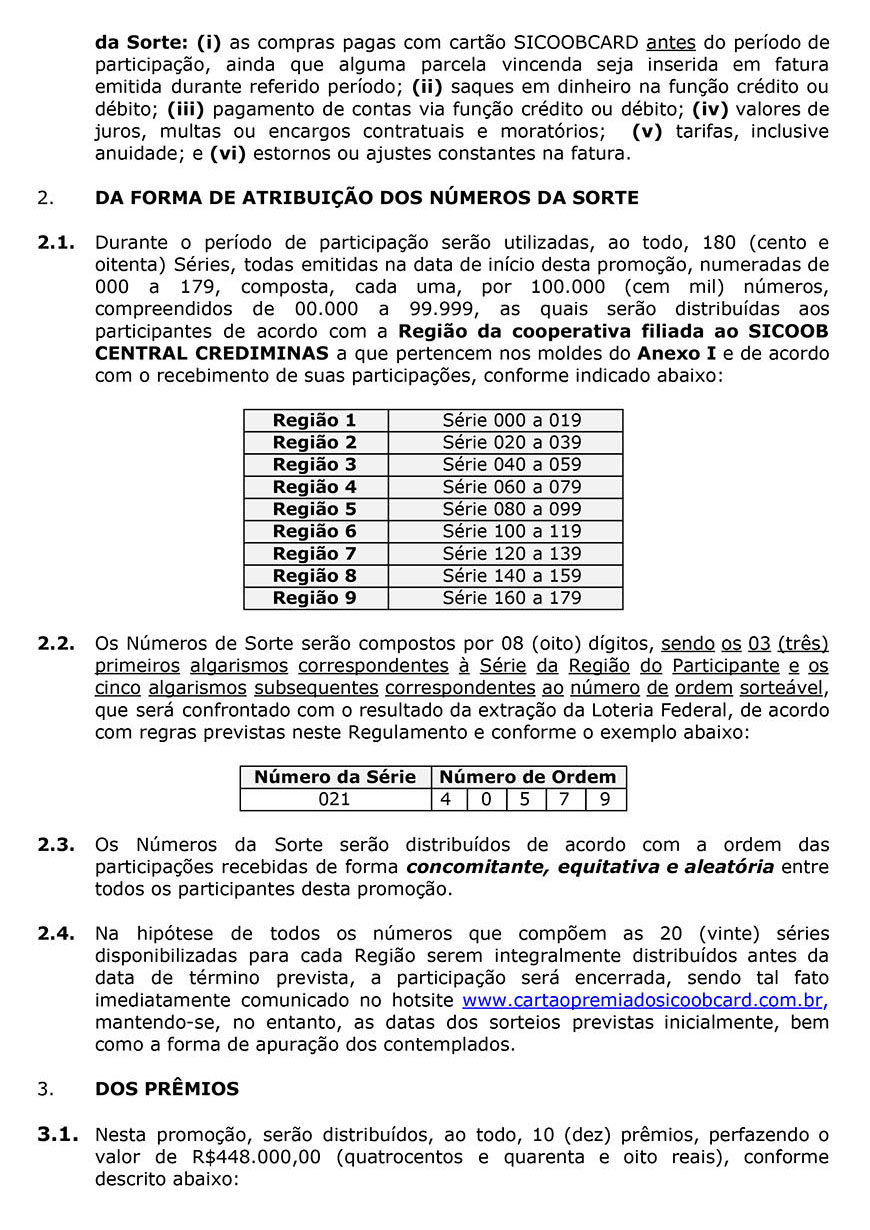 da Sorte: (i) as compras pagas com cartão SICOOBCARD antes do período de
participação, ainda que alguma parcela vincenda seja inserida em fatura
emitida durante referido período; (ii) saques em dinheiro na função crédito ou
débito; (iii) pagamento de contas via função crédito ou débito; (iv) valores de
juros, multas ou encargos contratuais e moratórios; (v) tarifas, inclusive
anuidade; e (vi) estornos ou ajustes constantes na fatura.
2. DA FORMA DE ATRIBUIÇÃO DOS NÚMEROS DA SORTE
2.1. Durante o período de participação serão utilizadas, ao todo, 180 (cento e
oitenta) Séries, todas emitidas na data de início desta promoção, numeradas de
000 a 179, composta, cada uma, por 100.000 (cem mil) números,
compreendidos de 00.000 a 99.999, as quais serão distribuídas aos
participantes de acordo com a Região da cooperativa filiada ao SICOOB
CENTRAL CREDIMINAS a que pertencem nos moldes do Anexo I e de acordo
com o recebimento de suas participações, conforme indicado abaixo:
Região 1 Série 000 a 019
Região 2 Série 020 a 039
Região 3 Série 040 a 059
Região 4 Série 060 a 079
Região 5 Série 080 a 099
Região 6 Série 100 a 119
Região 7 Série 120 a 139
Região 8 Série 140 a 159
Região 9 Série 160 a 179
2.2. Os Números de Sorte serão compostos por 08 (oito) dígitos, sendo os 03 (três)
primeiros algarismos correspondentes à Série da Região do Participante e os
cinco algarismos subsequentes correspondentes ao número de ordem sorteável,
que será confrontado com o resultado da extração da Loteria Federal, de acordo
com regras previstas neste Regulamento e conforme o exemplo abaixo:
Número da Série Número de Ordem
021 4 0 5 7 9
2.3. Os Números da Sorte serão distribuídos de acordo com a ordem das
participações recebidas de forma concomitante, equitativa e aleatória entre
todos os participantes desta promoção.
2.4. Na hipótese de todos os números que compõem as 20 (vinte) séries
disponibilizadas para cada Região serem integralmente distribuídos antes da
data de término prevista, a participação será encerrada, sendo tal fato
imediatamente comunicado no hotsite www.cartaopremiadosicoobcard.com.br,
mantendo-se, no entanto, as datas dos sorteios previstas inicialmente, bem
como a forma de apuração dos contemplados.
3. DOS PRÊMIOS
3.1. Nesta promoção, serão distribuídos, ao todo, 10 (dez) prêmios, perfazendo o
valor de R$448.000,00 (quatrocentos e quarenta e oito reais), conforme
descrito abaixo: